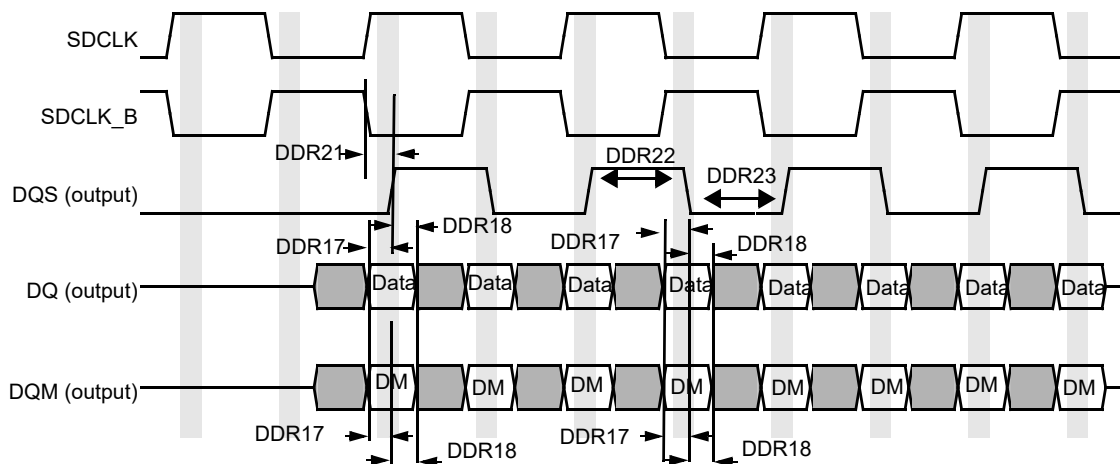 SDCLK
SDCLK_B
DDR21
DDR22
DQS (output)
DDR23
DDR18
DDR17
DDR17
DDR18
DQ (output)
Data Data Data Data Data Data Data Data
DQM (output)
DM DM DM DM DM DM DM DM
DDR17
DDR18
DDR17
DDR18